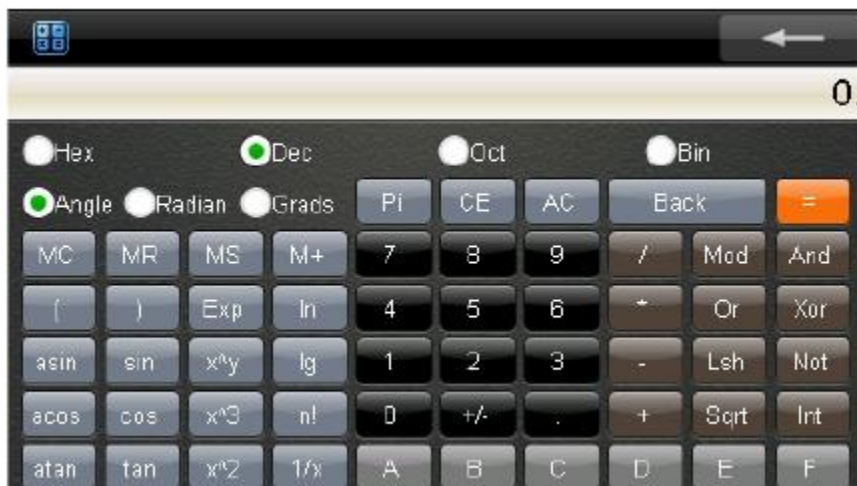 0
Hex Dec Oct Bin
Angle Radian Grads Pi CE AC Back =
MC MR MS M+ 7 8 9 / Mod And
( ) Exp ln 4 5 6 * Or Xor
asin sin x^y lg 1 2 3 - Lsh Not
acos cos x^3 n! 0 +/- . + Sqrt Int
atan tan x^2 1/x A B C D E F